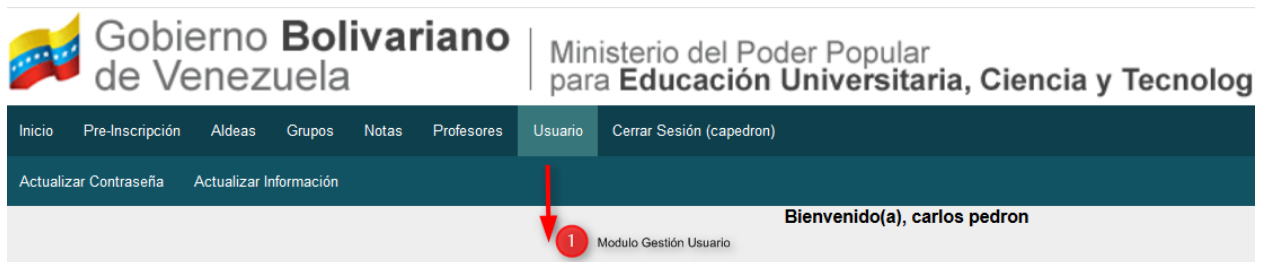 Gobierno Bolivariano
de Venezuela
Ministerio del Poder Popular
para Educación Universitaria, Ciencia y Tecnolog
Inicio Pre-Inscripción Aldeas Grupos Notas Profesores Usuario Cerrar Sesión (capedron)
Actualizar Contraseña Actualizar Información
Bienvenido(a), carlos pedron
1 Modulo Gestión Usuario